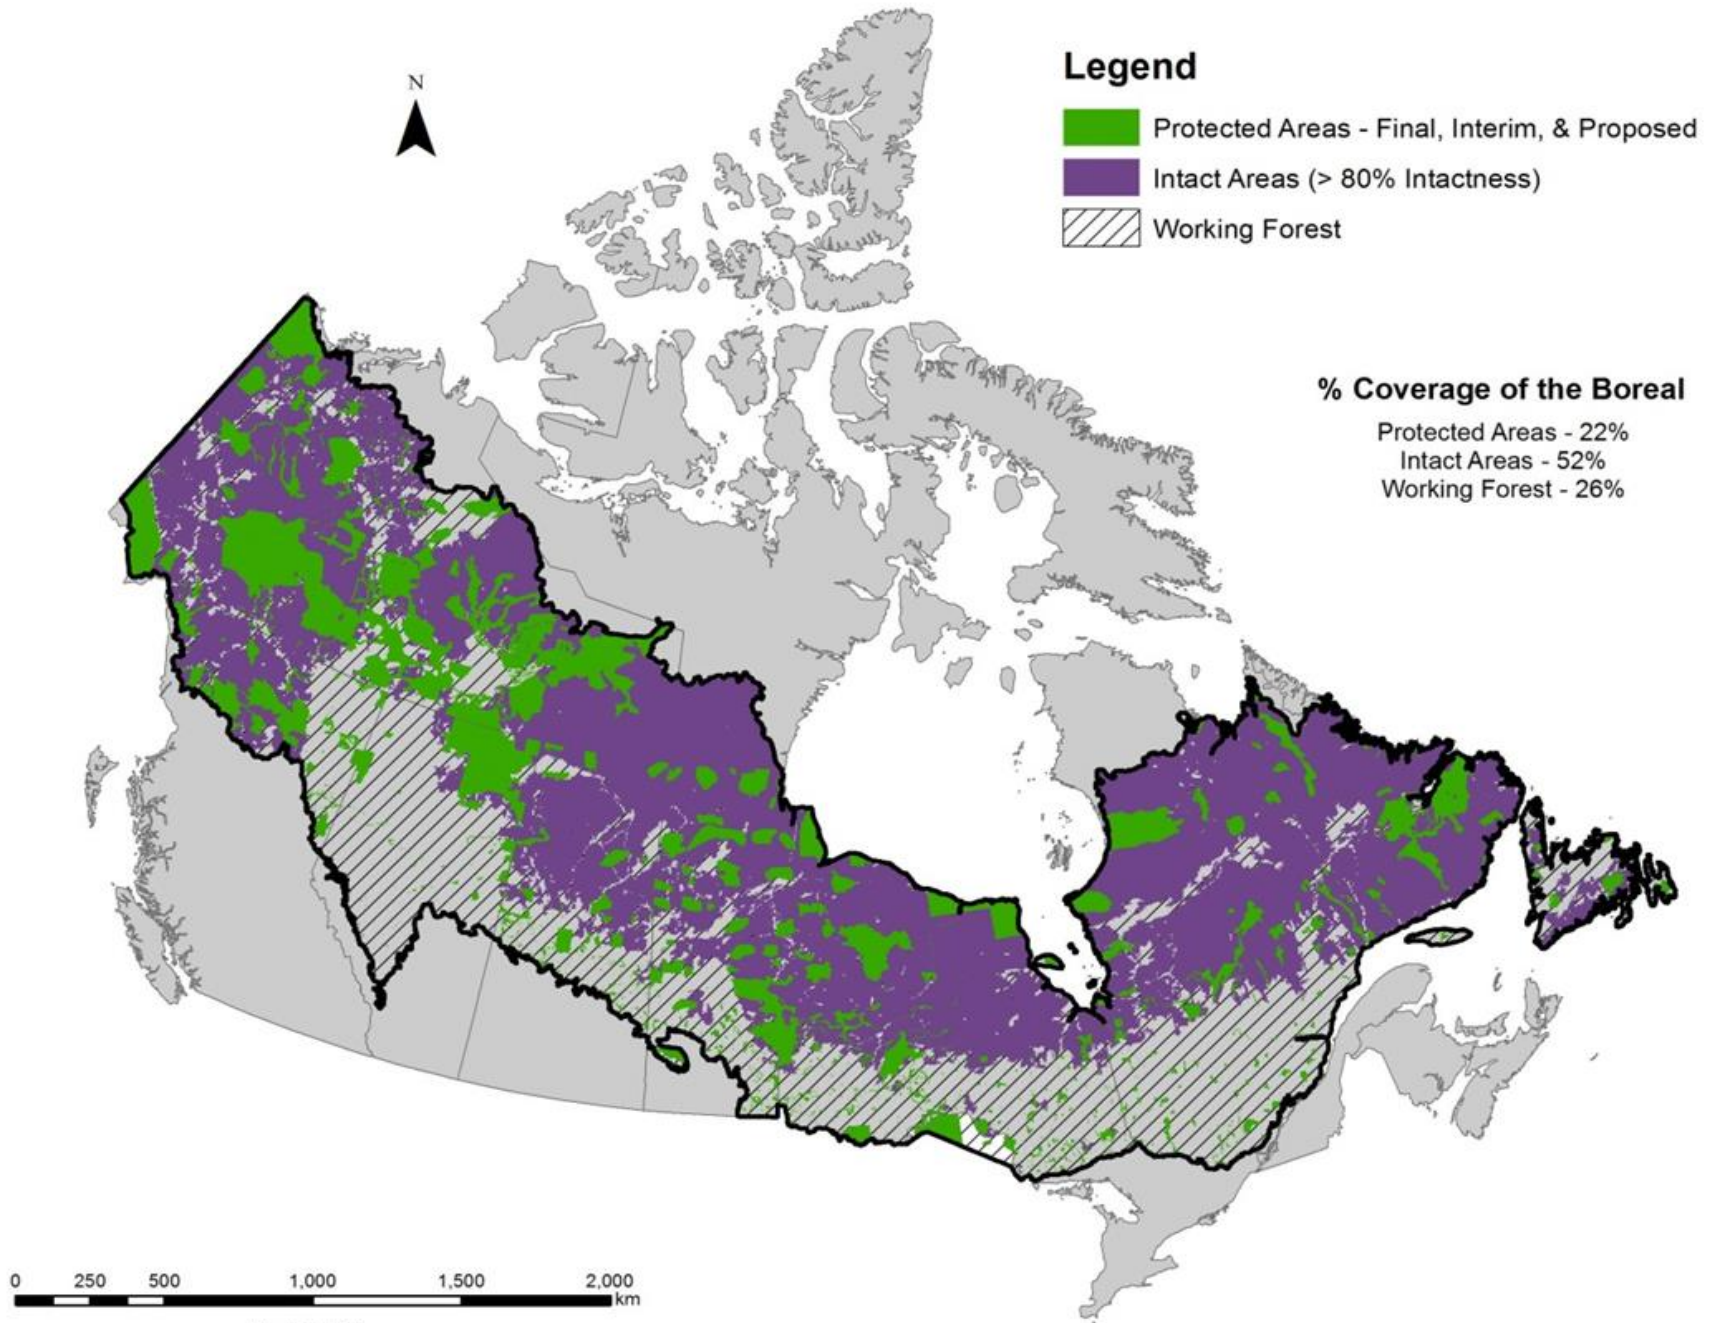 N
Legend
Protected Areas - Final, Interim, & Proposed
Intact Areas (> 80% Intactness)
Working Forest
% Coverage of the Boreal
Protected Areas - 22%
Intact Areas - 52%
Working Forest - 26%
0 250 500 1,000 1,500 2,000
km